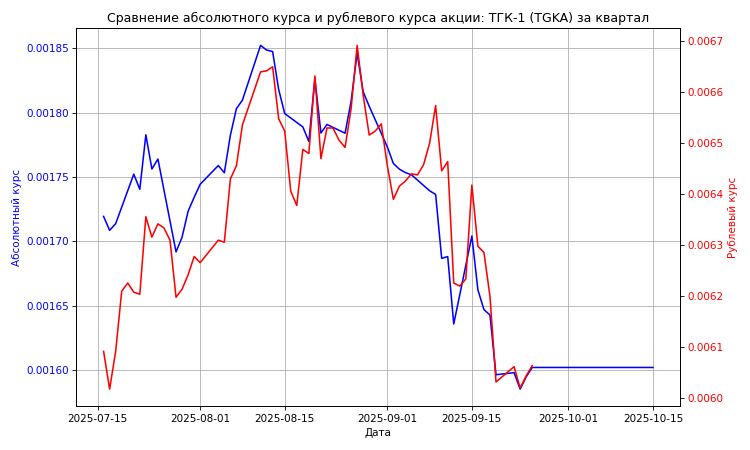 Сравнение абсолютного курса и рублевого курса акции: ТГК-1 (TGKA) за квартал
0.00185
0.00180
0.00175
0.00170
0.00165
0.00160
Абсолютный курс
0.0067
0.0066
0.0065
0.0064
0.0063
0.0062
0.0061
0.0060
Рублевый курс
2025-07-15 2025-08-01 2025-08-15 2025-09-01 2025-09-15 2025-10-01 2025-10-15
Дата